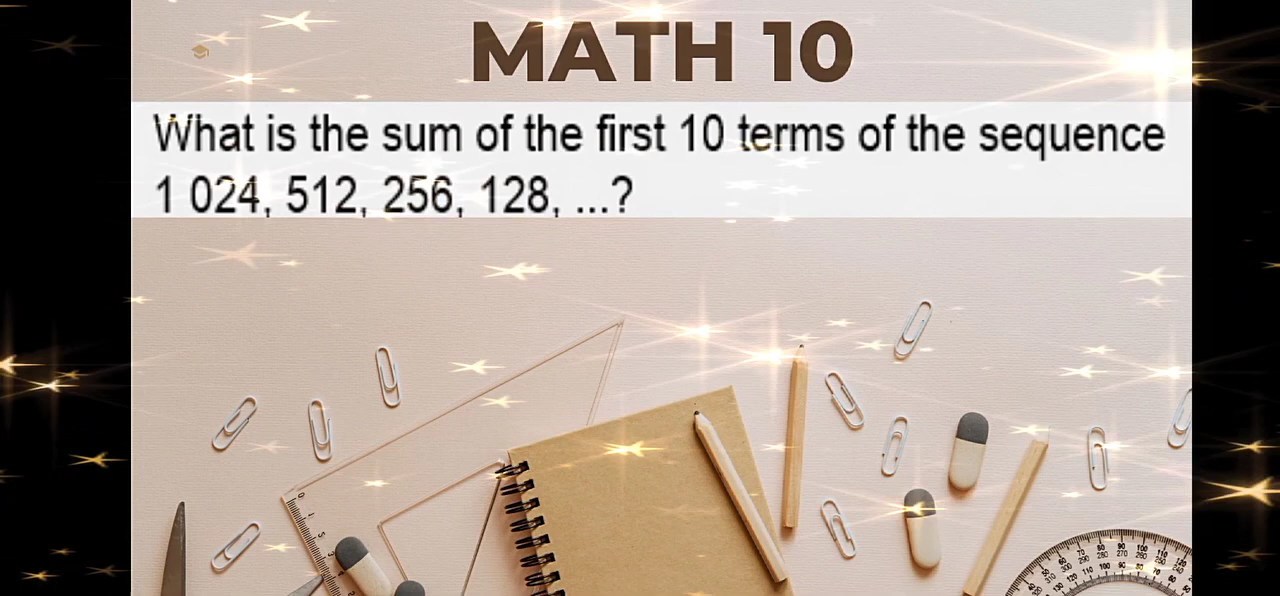 MATH 10
What is the sum of the first 10 terms of the sequence
1 024, 512, 256, 128, ...?